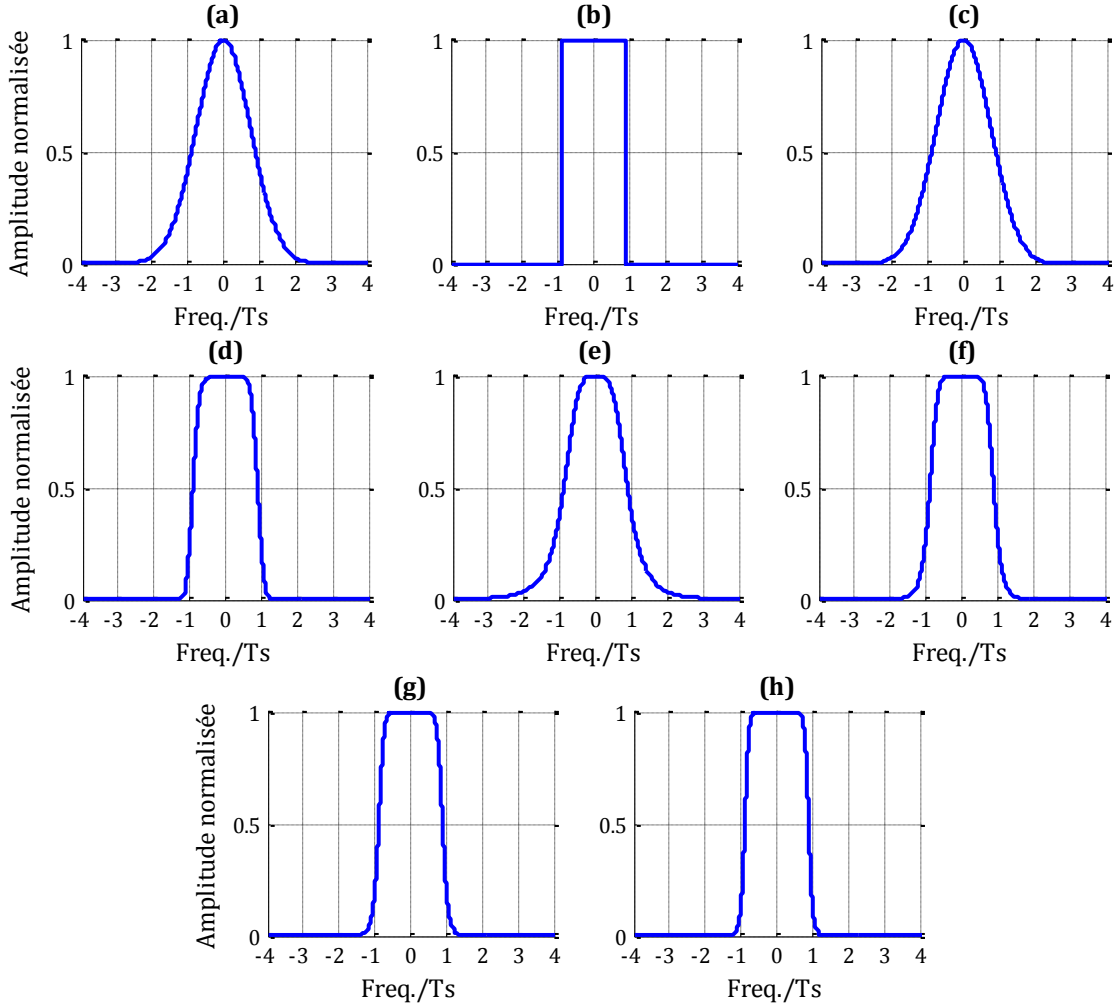 (a) (b) (c)
Amplitude normalisée
1 1 1
0.5 0.5 0.5
0 0 0
-4 -3 -2 -1 0 1 2 3 4 -4 -3 -2 -1 0 1 2 3 4 -4 -3 -2 -1 0 1 2 3 4
Freq./Ts Freq./Ts Freq./Ts
(d) (e) (f)
Amplitude normalisée
1 1 1
0.5 0.5 0.5
0 0 0
-4 -3 -2 -1 0 1 2 3 4 -4 -3 -2 -1 0 1 2 3 4 -4 -3 -2 -1 0 1 2 3 4
Freq./Ts Freq./Ts Freq./Ts
(g) (h)
Amplitude normalisée
1 1
0.5 0.5
0 0
-4 -3 -2 -1 0 1 2 3 4 -4 -3 -2 -1 0 1 2 3 4
Freq./Ts Freq./Ts